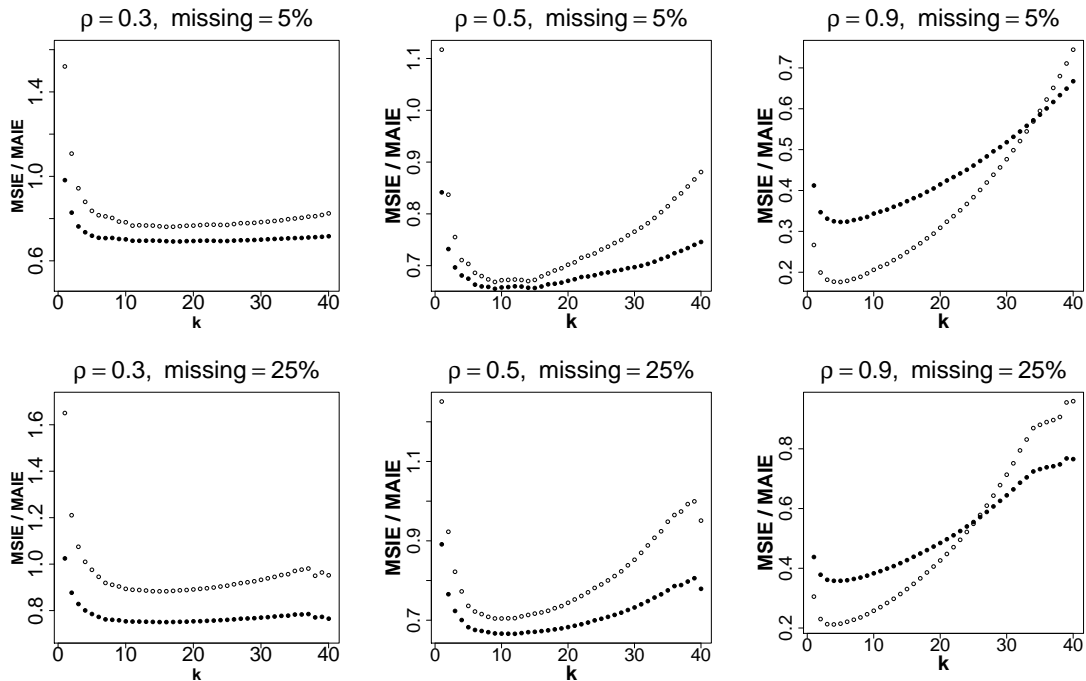 ρ = 0.3, missing = 5%
MSIE / MAIE
0.6 1.0 1.4
0 10 20 30 40
k
ρ = 0.5, missing = 5%
MSIE / MAIE
0.7 0.8 0.9 1.0 1.1
0 10 20 30 40
k
ρ = 0.9, missing = 5%
MSIE / MAIE
0.2 0.3 0.4 0.5 0.6 0.7
0 10 20 30 40
k
ρ = 0.3, missing = 25%
MSIE / MAIE
0.8 1.0 1.2 1.4 1.6
0 10 20 30 40
k
ρ = 0.5, missing = 25%
MSIE / MAIE
0.7 0.9 1.1
0 10 20 30 40
k
ρ = 0.9, missing = 25%
MSIE / MAIE
0.2 0.4 0.6 0.8
0 10 20 30 40
k